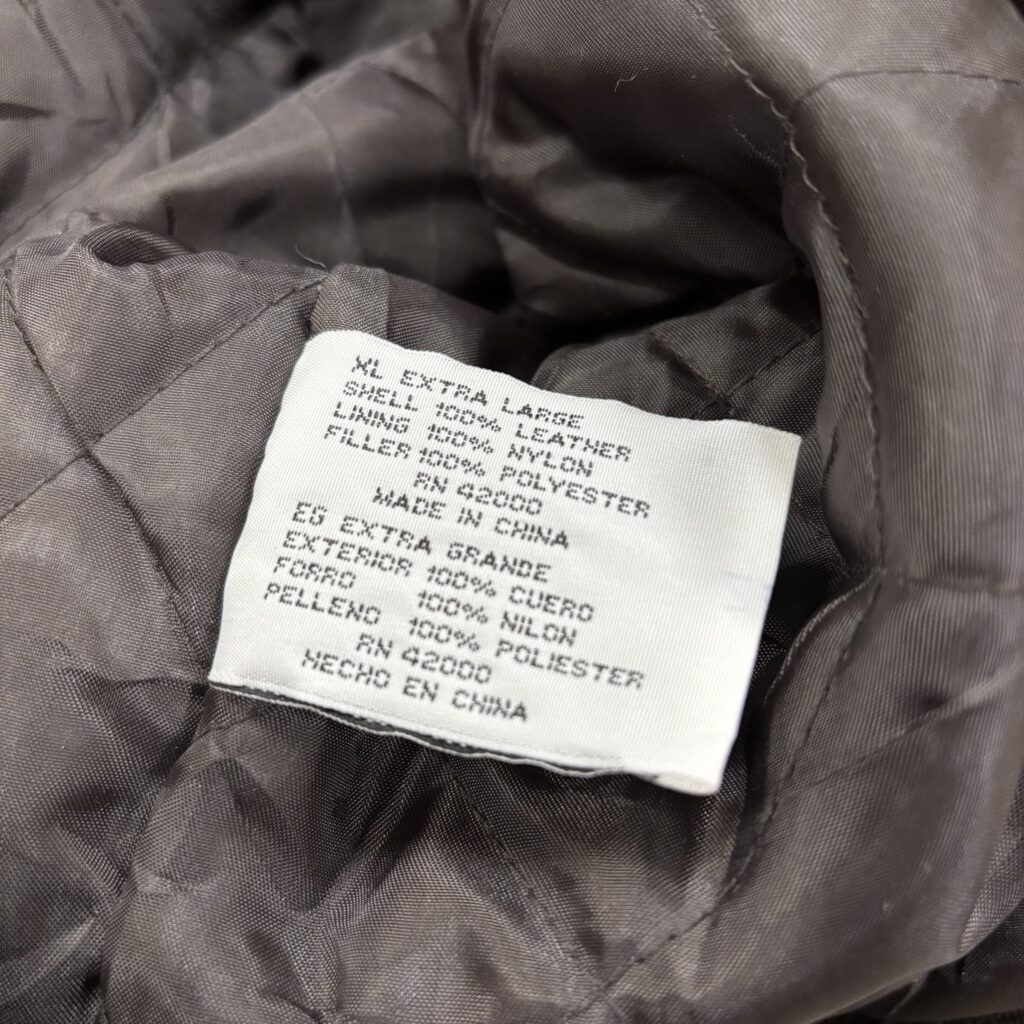 XL EXTRA LARGE
SHELL 100% LEATHER
LINING 100% NYLON
FILLER 100% POLYESTER
RN 42000
MADE IN CHINA
EG EXTRA GRANDE
EXTERIOR 100% CUERO
FORRO 100% NILON
PELLENO 100% POLIESTER
RN 42000
HECHO EN CHINA